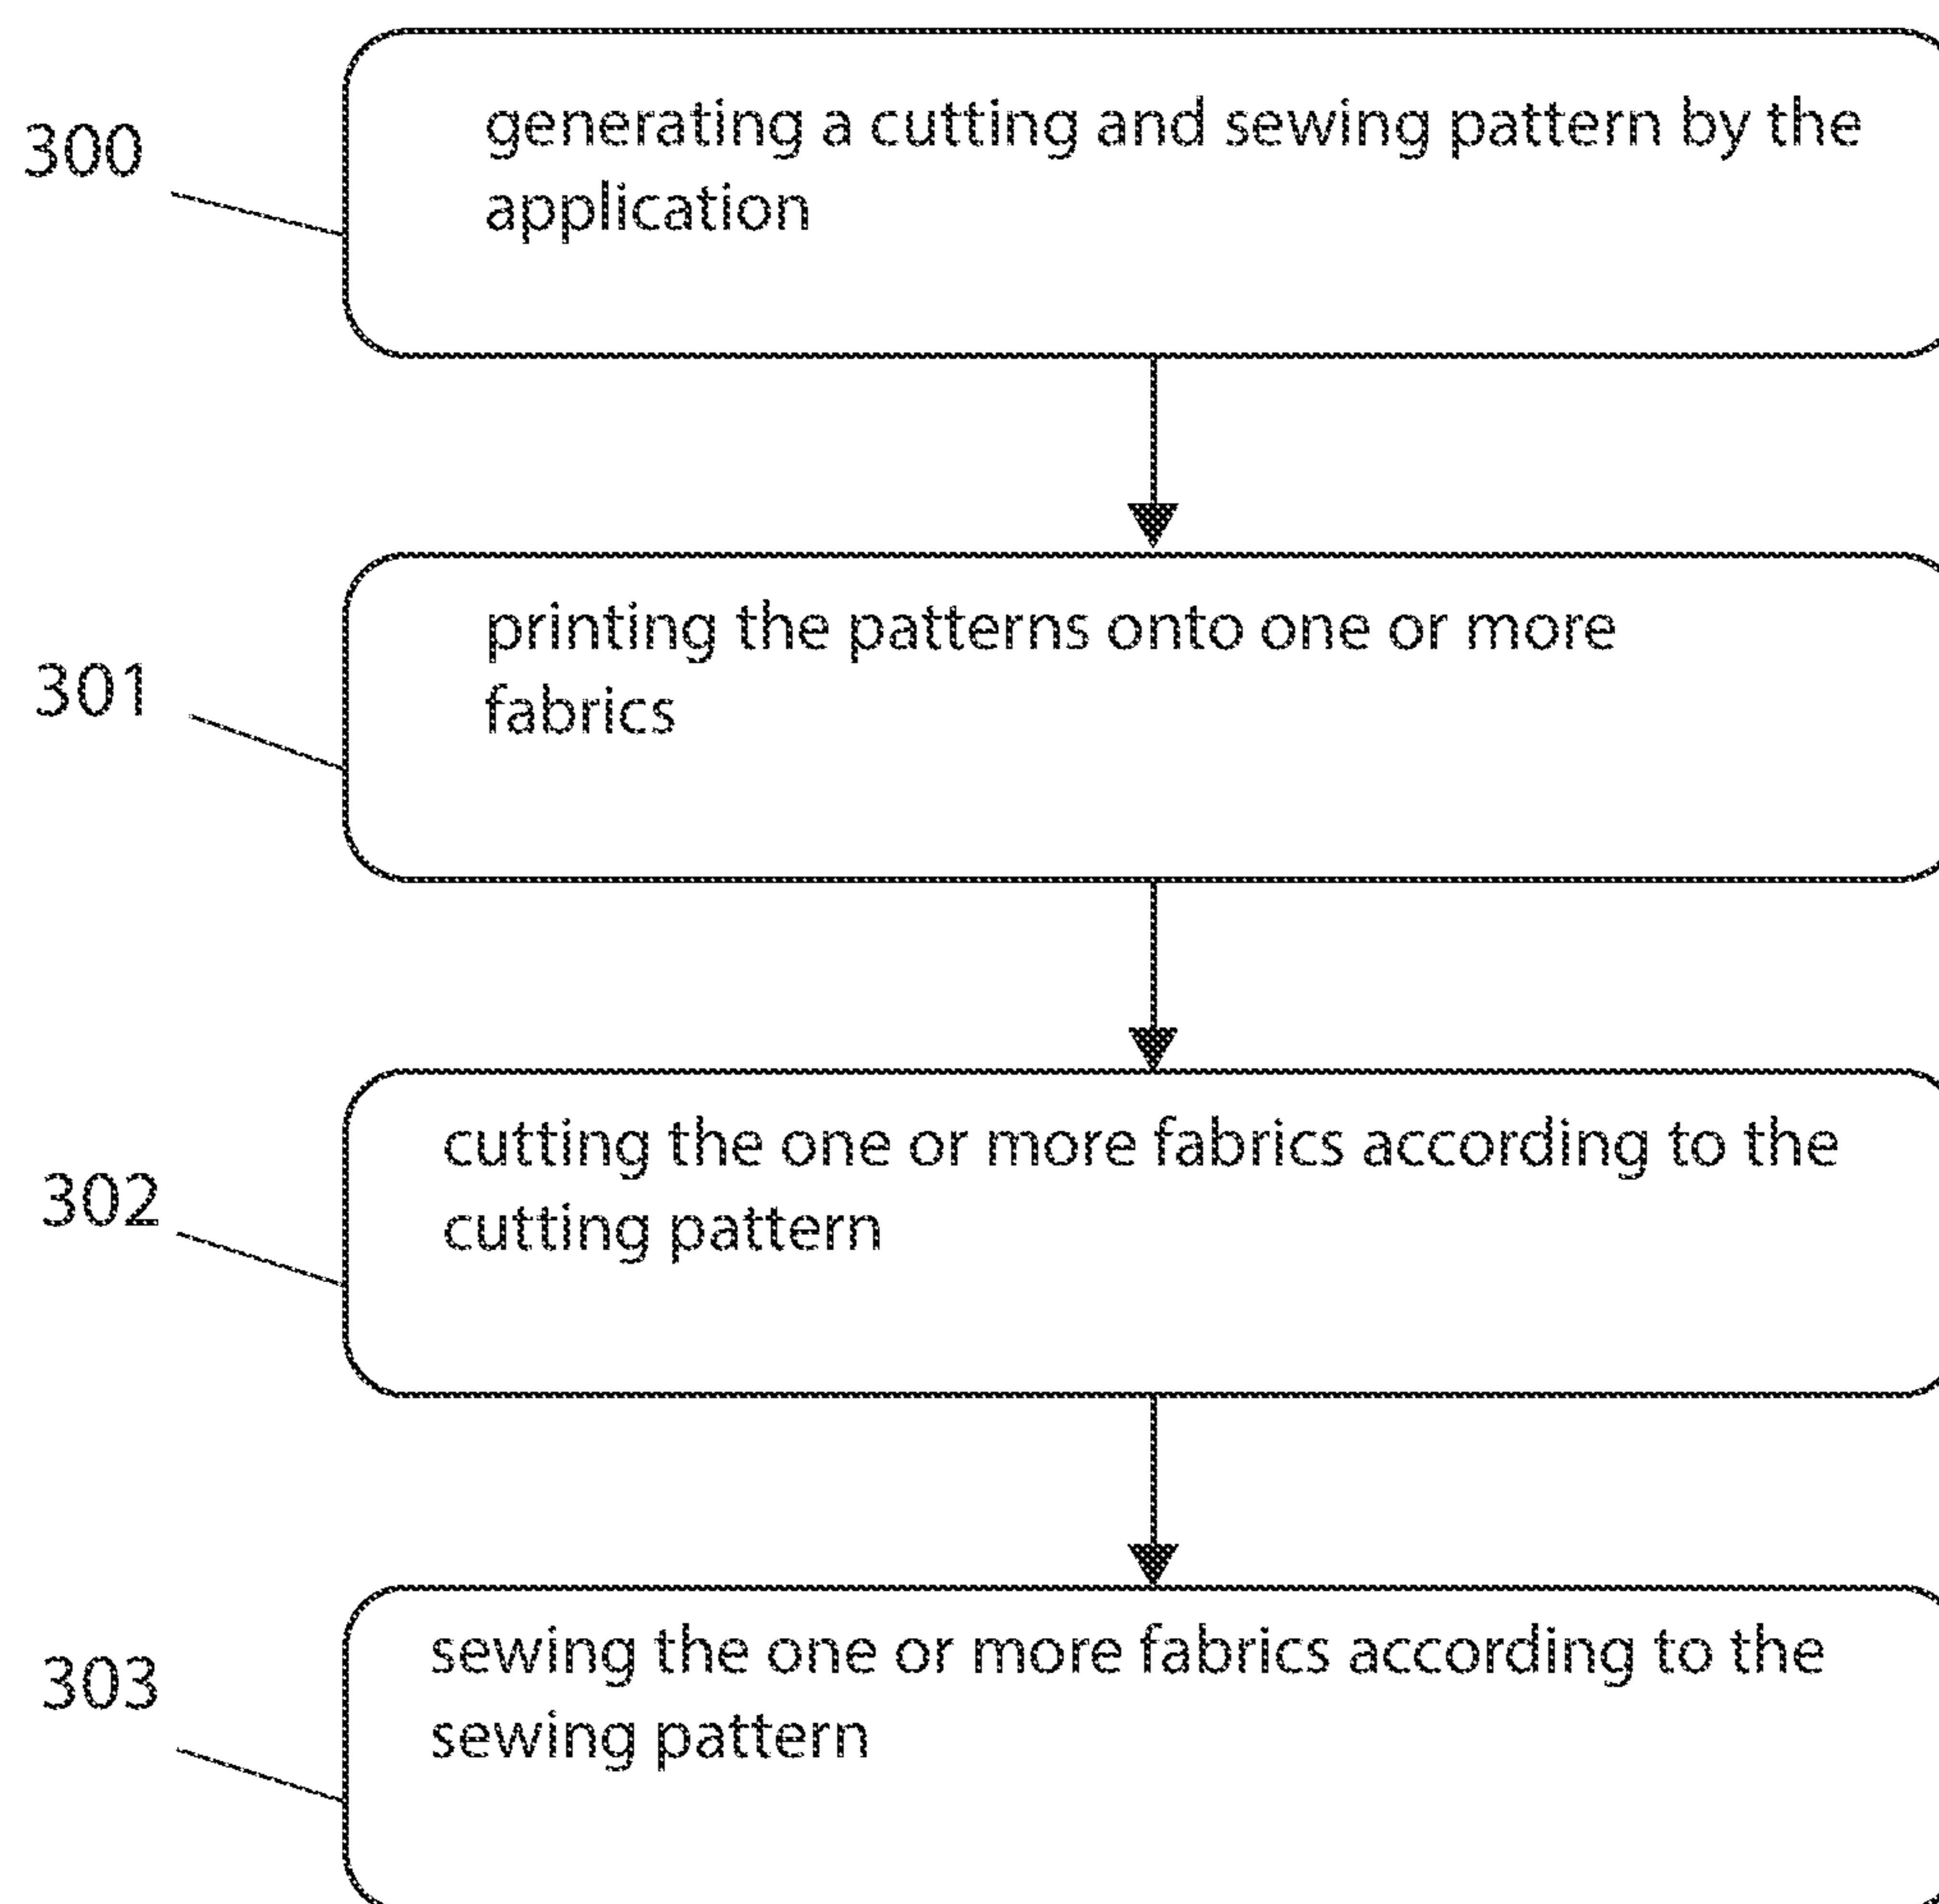 300
generating a cutting and sewing pattern by the
application
301
printing the patterns onto one or more
fabrics
302
cutting the one or more fabrics according to the
cutting pattern
303
sewing the one or more fabrics according to the
sewing pattern